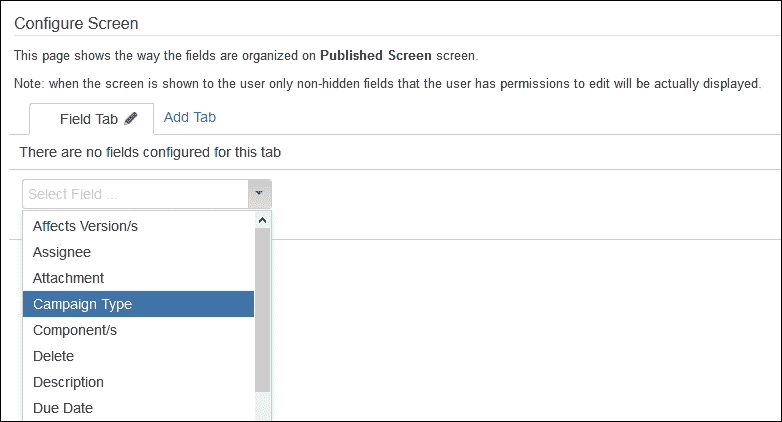 Configure Screen
This page shows the way the fields are organized on Published Screen screen.
Note: when the screen is shown to the user only non-hidden fields that the user has permissions to edit will be actually displayed.
Field Tab Add Tab
There are no fields configured for this tab
Select Field ...
Affects Version/s
Assignee
Attachment
Campaign Type
Component/s
Delete
Description
Due Date